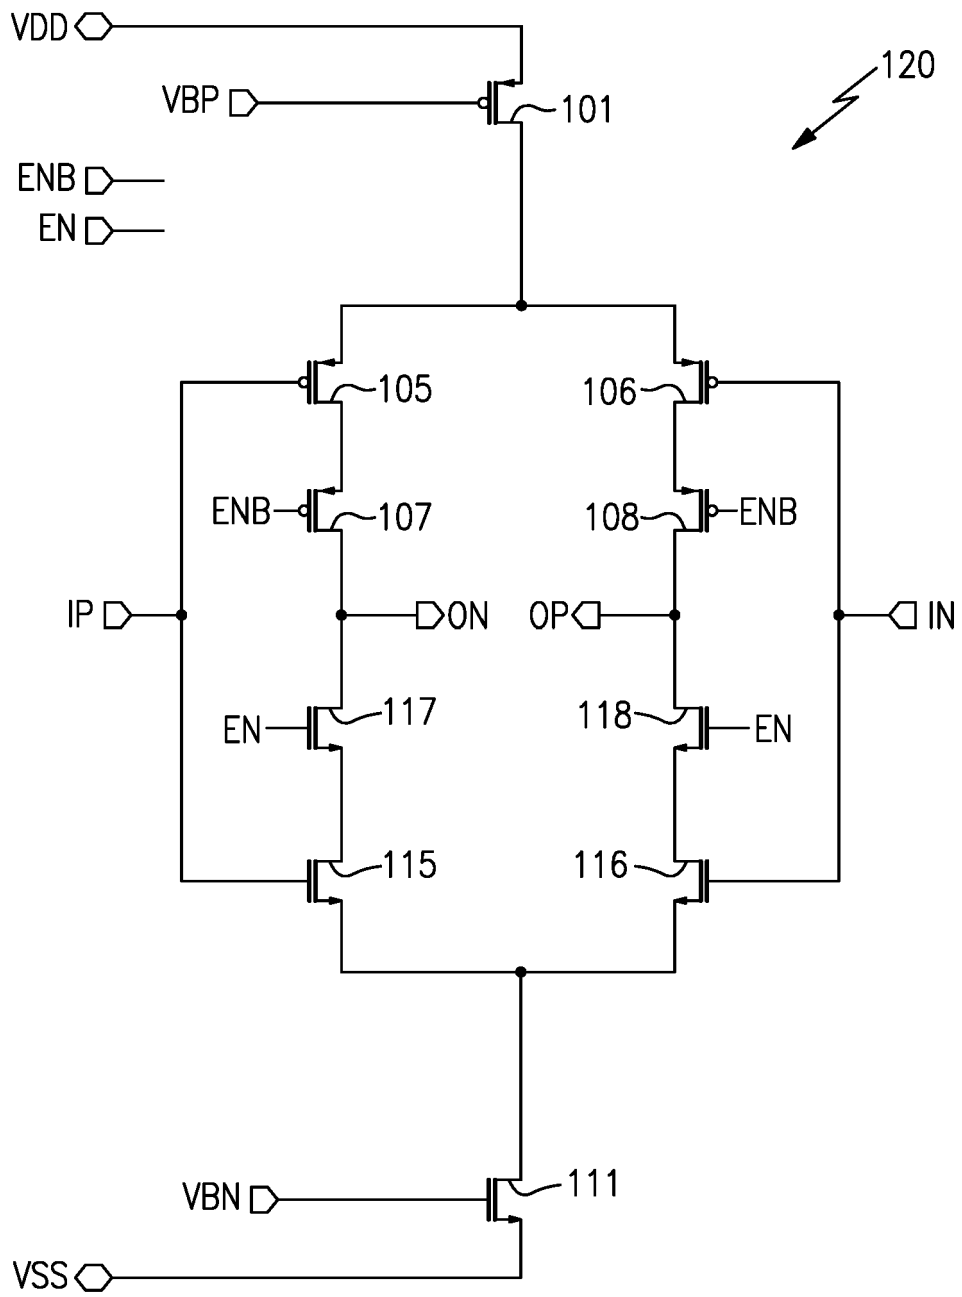 VDD
120
VBP
101
ENB
EN
105
106
ENB
107
108
ENB
IP
ON
OP
IN
EN
117
118
EN
115
116
VBN
111
VSS